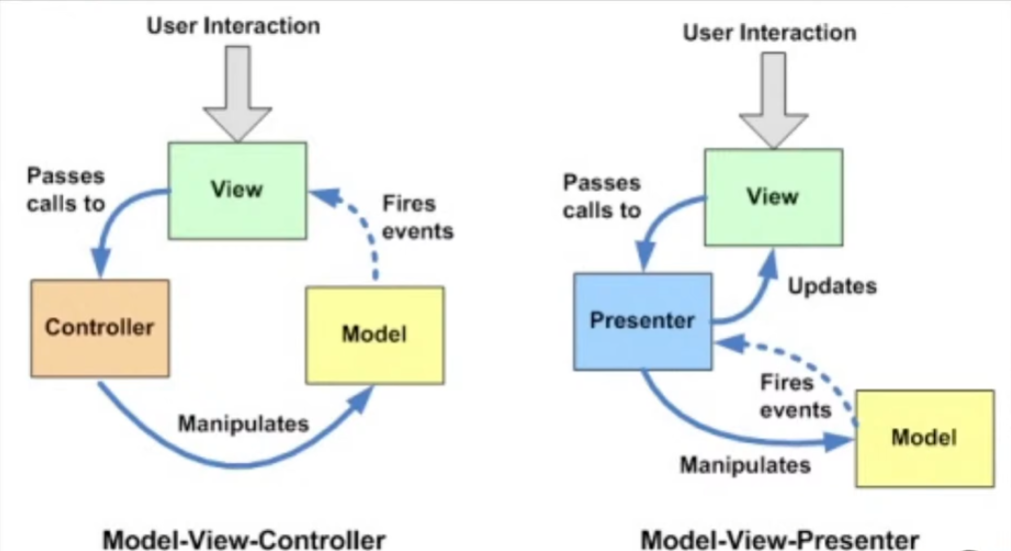 User Interaction
Passes
calls to
View
Fires
events
Controller
Model
Manipulates
Model-View-Controller
User Interaction
Passes
calls to
View
Updates
Presenter
Fires
events
Model
Manipulates
Model-View-Presenter